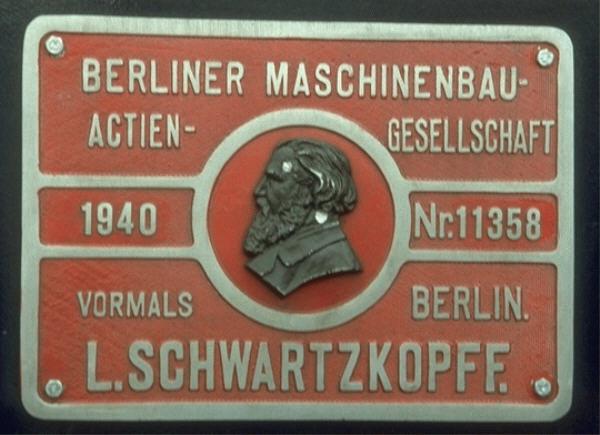 BERLINER MASCHINENBAU-
ACTIEN- GESELLSCHAFT
1940 Nr.11358
VORMALS BERLIN.
L.SCHWARTZKOPFF.